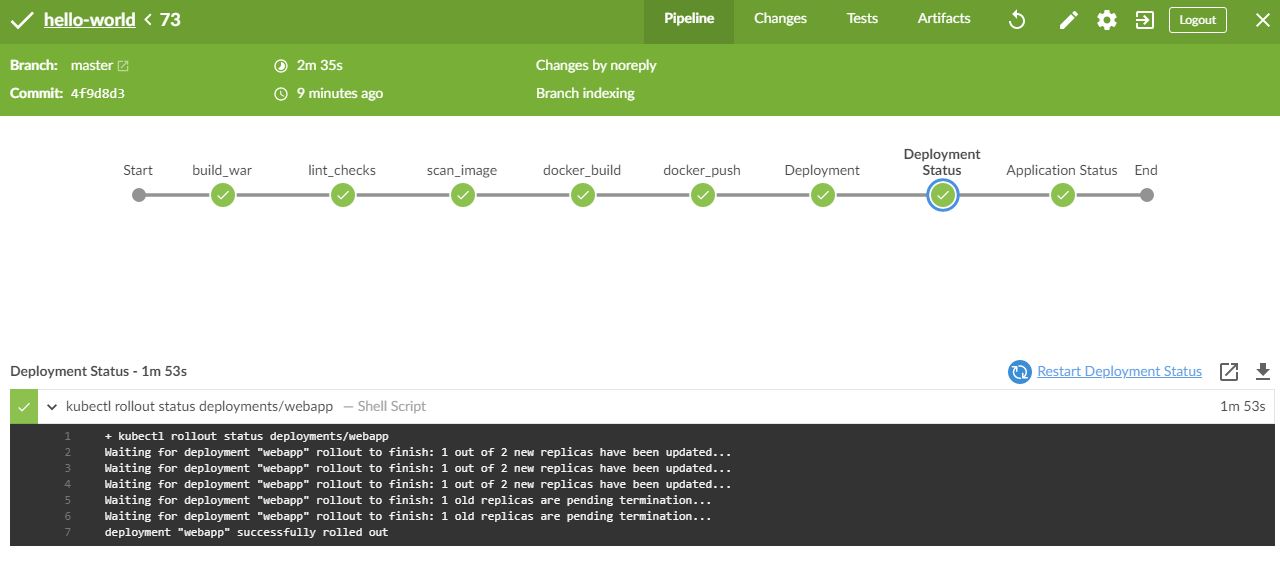 hello-world < 73 Pipeline Changes Tests Artifacts Logout
Branch: master 2m 35s Changes by noreply
Commit: 4f9d8d3 9 minutes ago Branch indexing
Deployment
Start build_war lint_checks scan_image docker_build docker_push Deployment Status Application Status End
Deployment Status - 1m 53s Restart Deployment Status
kubectl rollout status deployments/webapp — Shell Script 1m 53s
1 + kubectl rollout status deployments/webapp
2 Waiting for deployment "webapp" rollout to finish: 1 out of 2 new replicas have been updated...
3 Waiting for deployment "webapp" rollout to finish: 1 out of 2 new replicas have been updated...
4 Waiting for deployment "webapp" rollout to finish: 1 out of 2 new replicas have been updated...
5 Waiting for deployment "webapp" rollout to finish: 1 old replicas are pending termination...
6 Waiting for deployment "webapp" rollout to finish: 1 old replicas are pending termination...
7 deployment "webapp" successfully rolled out